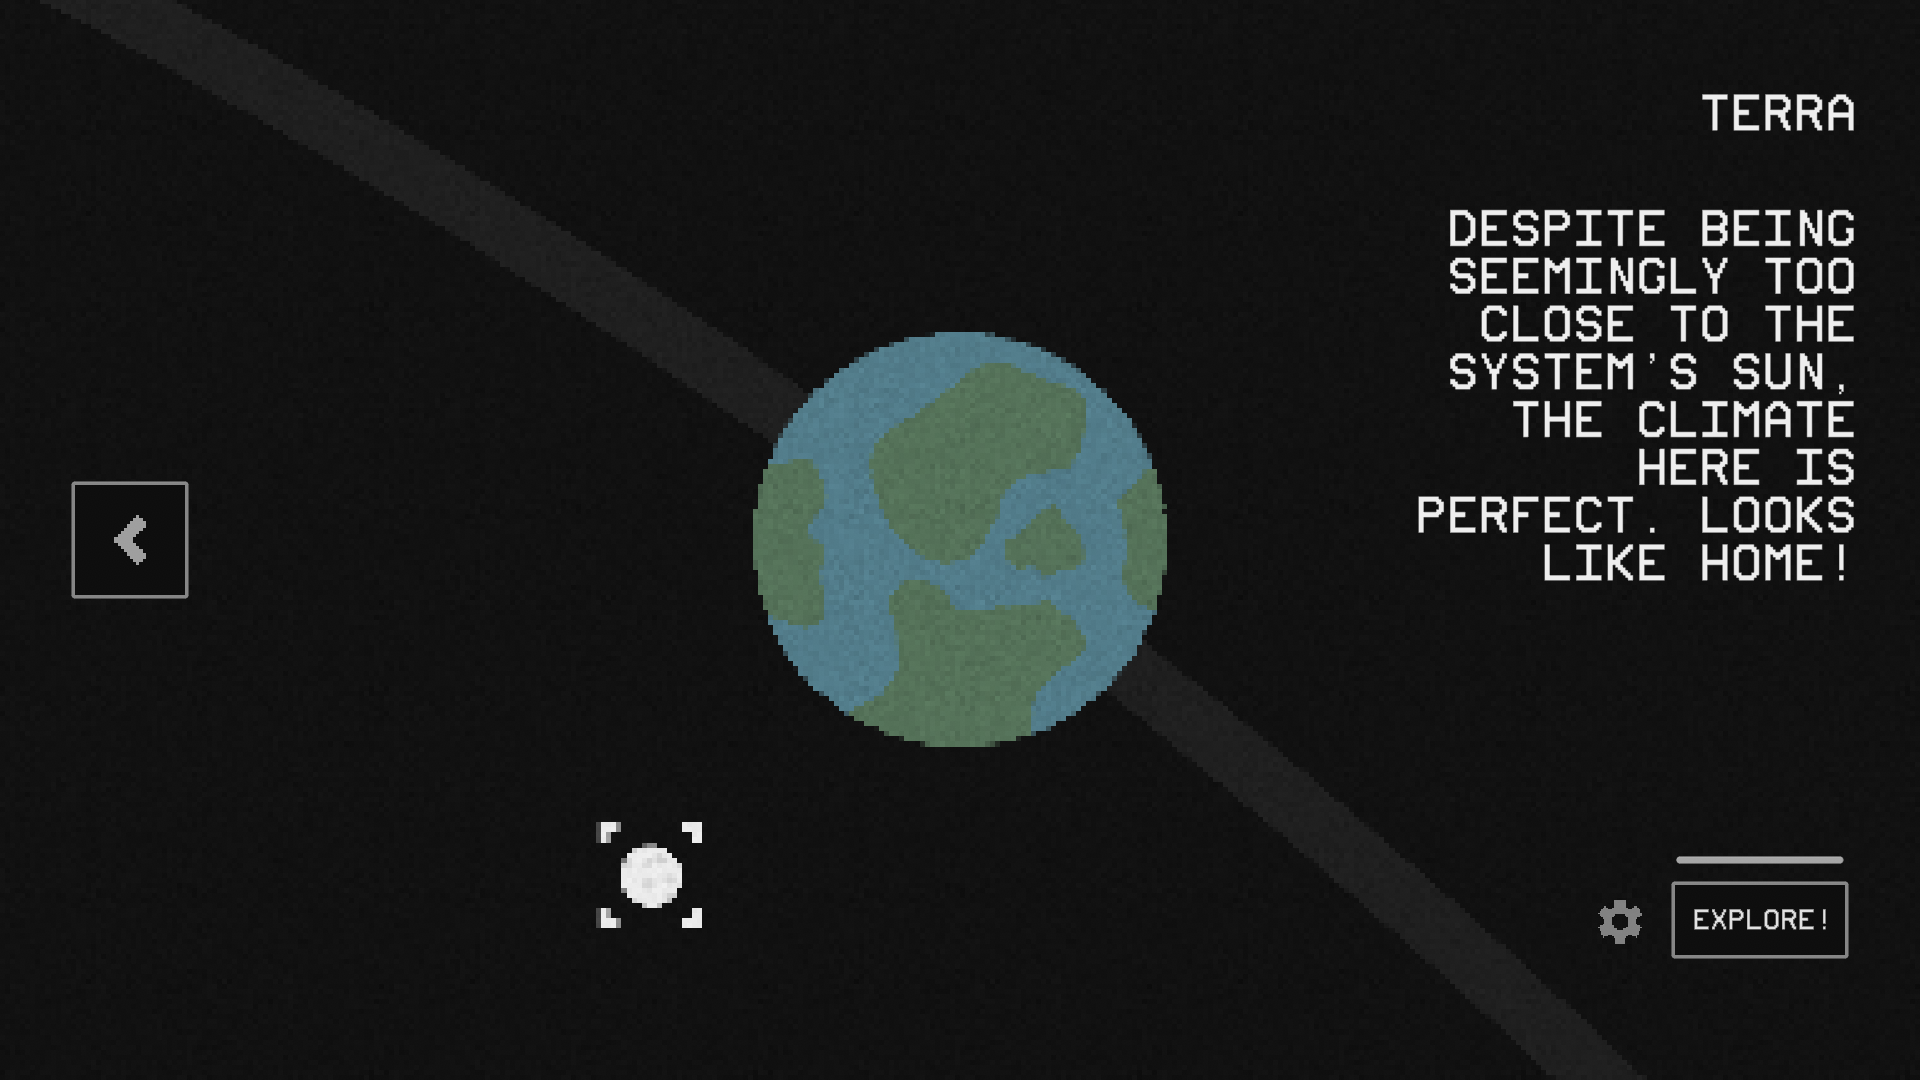 TERRA
DESPITE BEING
SEEMINGLY TOO
CLOSE TO THE
SYSTEM'S SUN,
THE CLIMATE
HERE IS
PERFECT. LOOKS
LIKE HOME!
EXPLORE!